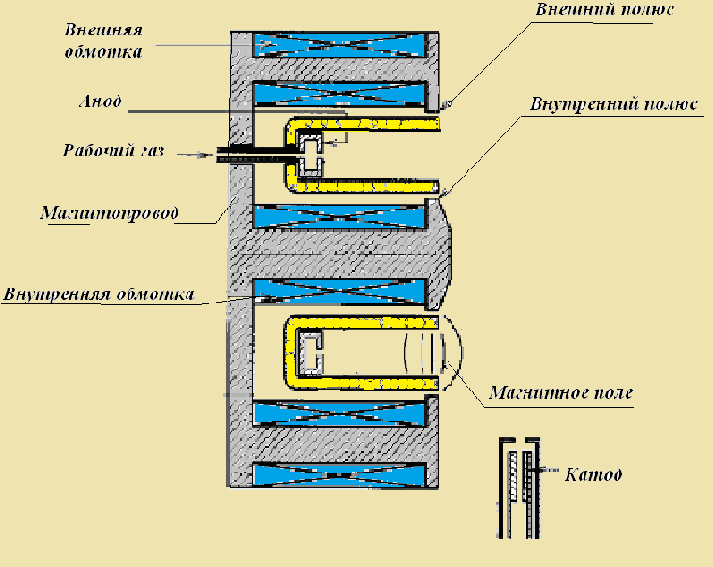 Внешний полюс
Внешняя
обмотка
Анод
Внутренний полюс
Рабочий газ
Магнитопровод
Внутренняя обмотка
Магнитное поле
Катод